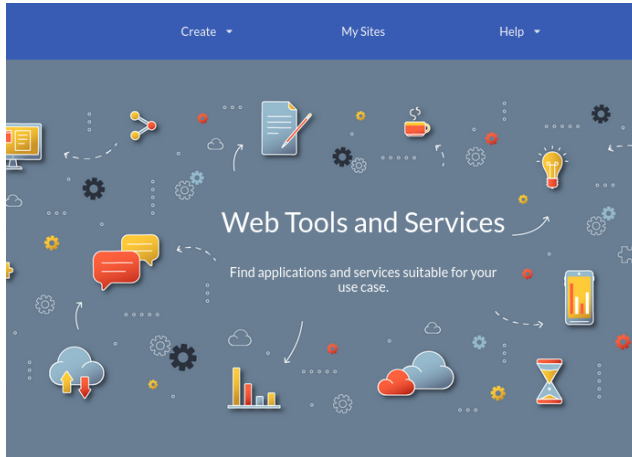 Create
My Sites
Help
Web Tools and Services
Find applications and services suitable for your
use case.